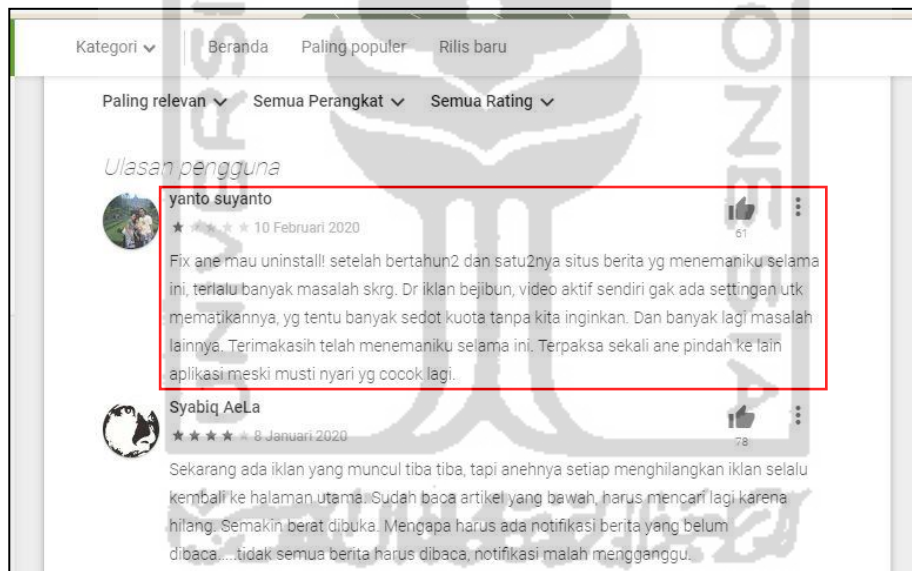 Kategori Beranda Paling populer Rilis baru
Paling relevan Semua Perangkat Semua Rating
Ulasan pengguna
yanto suyanto
10 Februari 2020
61
Fix ane mau uninstall! setelah bertahun2 dan satu2nya situs berita yg menemaniku selama
ini, terlalu banyak masalah skrg. Dr iklan bejibun, video aktif sendiri gak ada settingan utk
mematikannya, yg tentu banyak sedot kuota tanpa kita inginkan. Dan banyak lagi masalah
lainnya. Terimakasih telah menemaniku selama ini. Terpaksa sekali ane pindah ke lain
aplikasi meski musti nyari yg cocok lagi.
Syabiq AeLa
8 Januari 2020
78
Sekarang ada iklan yang muncul tiba tiba, tapi anehnya setiap menghilangkan iklan selalu
kembali ke halaman utama. Sudah baca artikel yang bawah, harus mencari lagi karena
hilang. Semakin berat dibuka. Mengapa harus ada notifikasi berita yang belum
dibaca.....tidak semua berita harus dibaca, notifikasi malah mengganggu.